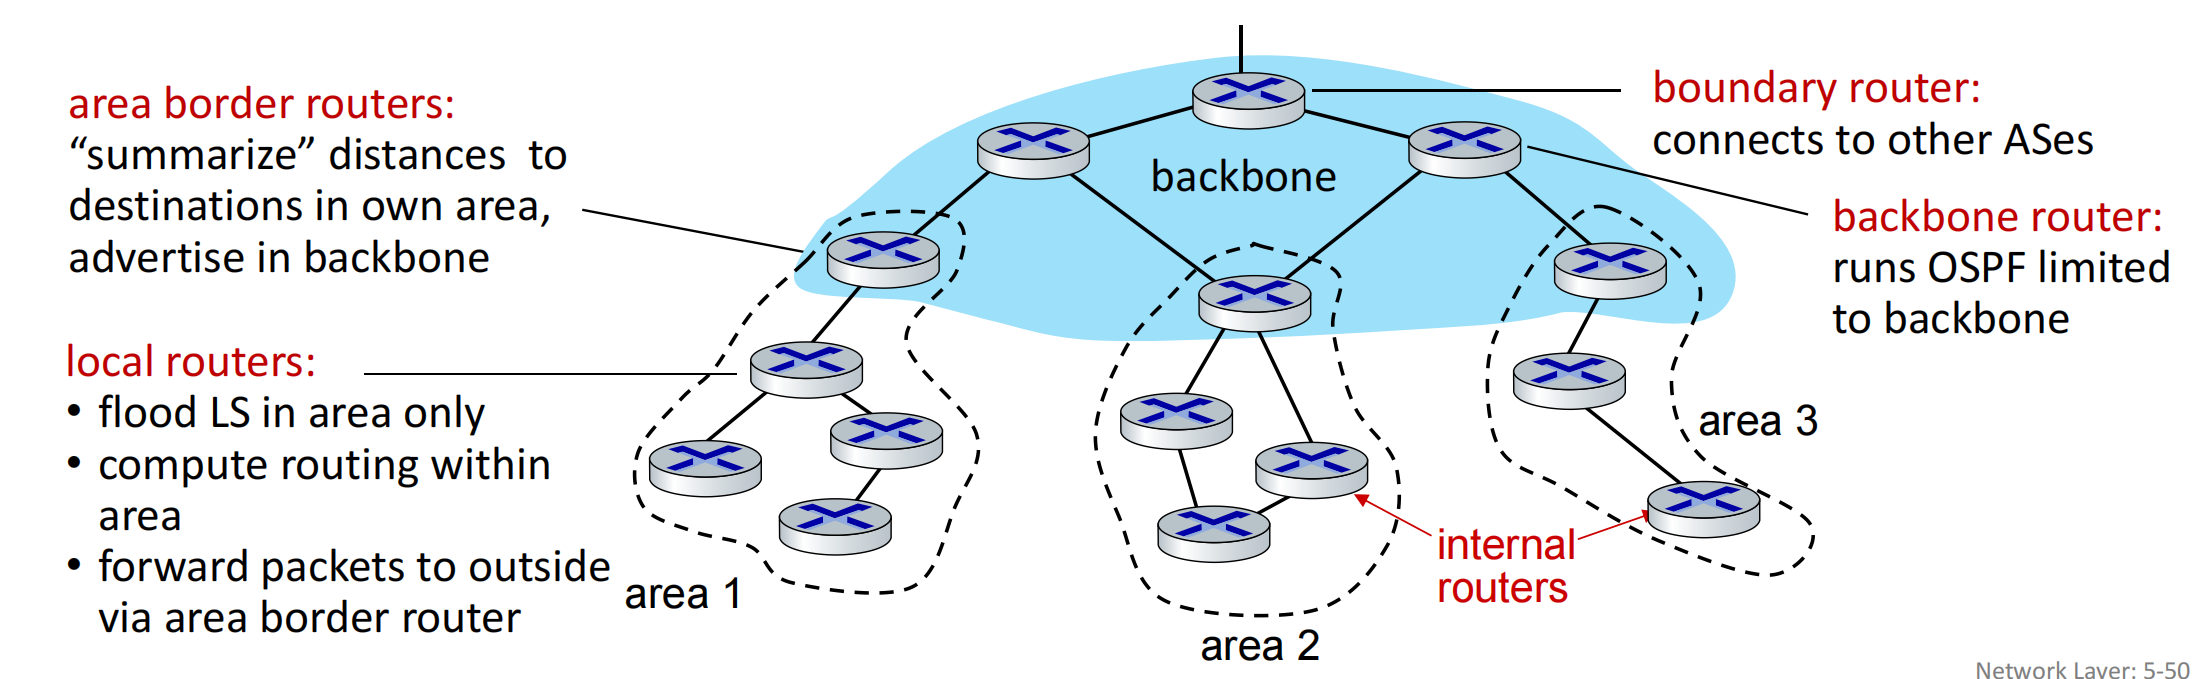 area border routers:
“summarize” distances to
destinations in own area,
advertise in backbone
local routers:
• flood LS in area only
• compute routing within
area
• forward packets to outside
via area border router
backbone
boundary router:
connects to other ASes
backbone router:
runs OSPF limited
to backbone
area 1
area 2
area 3
internal
routers
Network Layer: 5-50